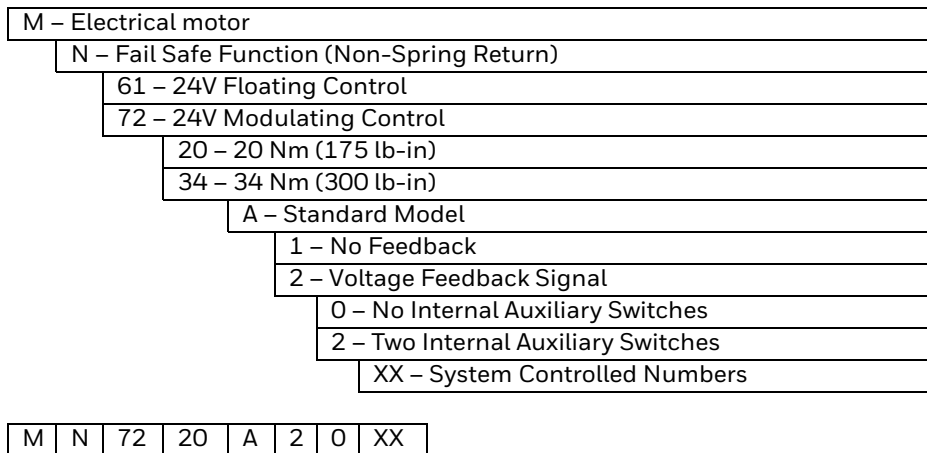 M – Electrical motor
N – Fail Safe Function (Non-Spring Return)
61 – 24V Floating Control
72 – 24V Modulating Control
20 – 20 Nm (175 lb-in)
34 – 34 Nm (300 lb-in)
A – Standard Model
1 – No Feedback
2 – Voltage Feedback Signal
0 – No Internal Auxiliary Switches
2 – Two Internal Auxiliary Switches
XX – System Controlled Numbers
M N 72 20 A 2 0 XX